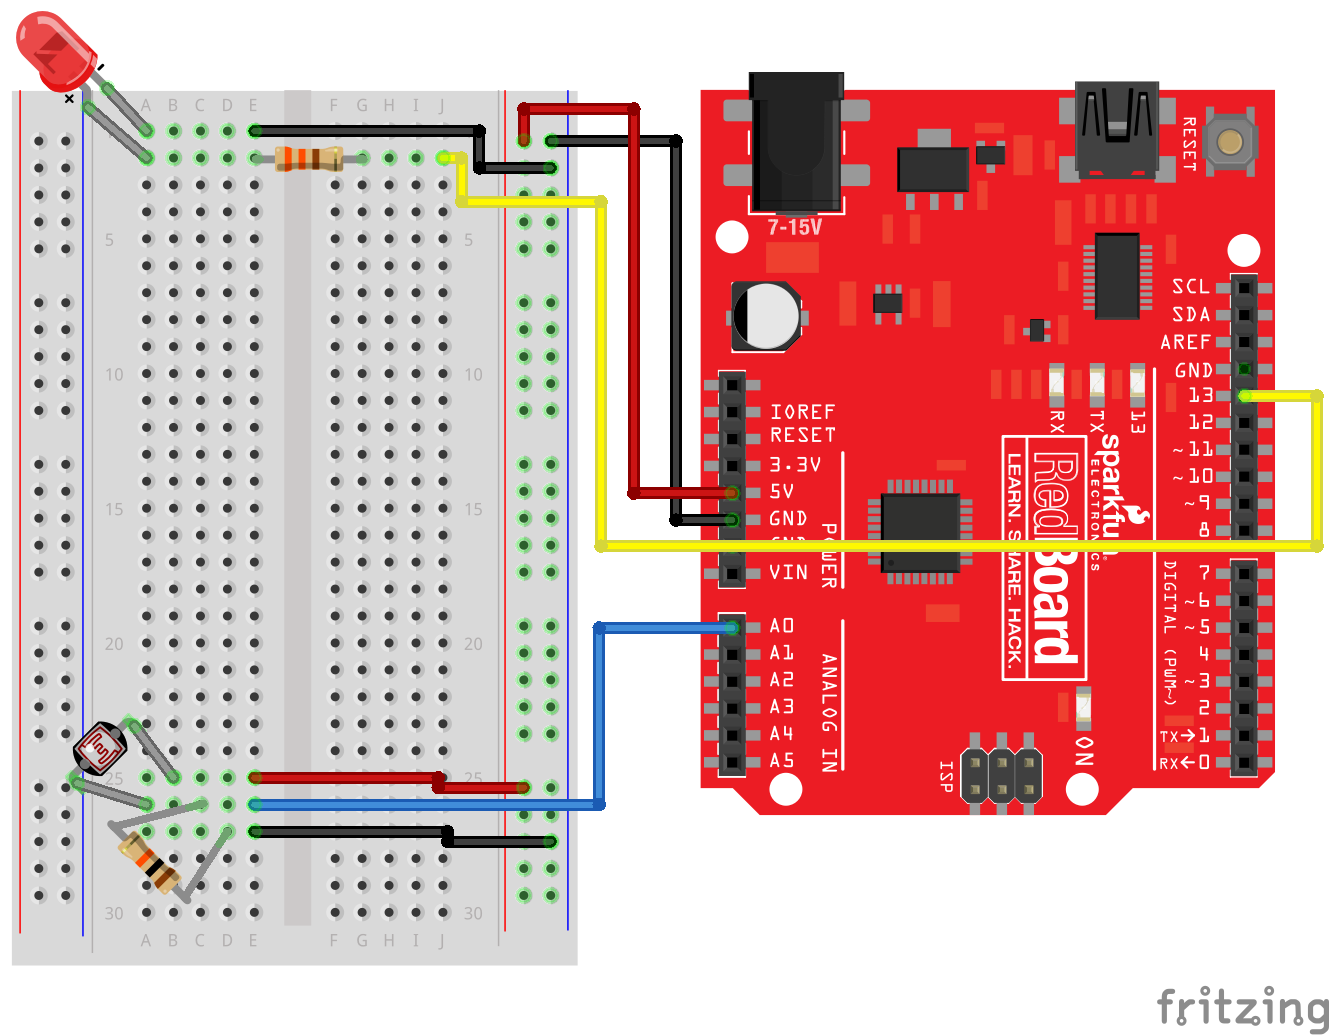 A B C D E F G H I J
5 5
10 10
15 15
20 20
25 25
30 30
A B C D E F G H I J
7-15V
RESET
SCL
SDA
AREF
GND
13
12
~11
~10
~9
8
RX
TX
13
IOREF
RESET
3.3V
5V
GND
GND
VIN
POWER
sparkfun
ELECTRONICS
RedBoard
LEARN. SHARE. HACK.
7
~6
~5
4
~3
2
TX→1
RX←0
DIGITAL (PWM~)
A0
A1
A2
A3
A4
A5
ANALOG IN
ISP
ON
fritzing